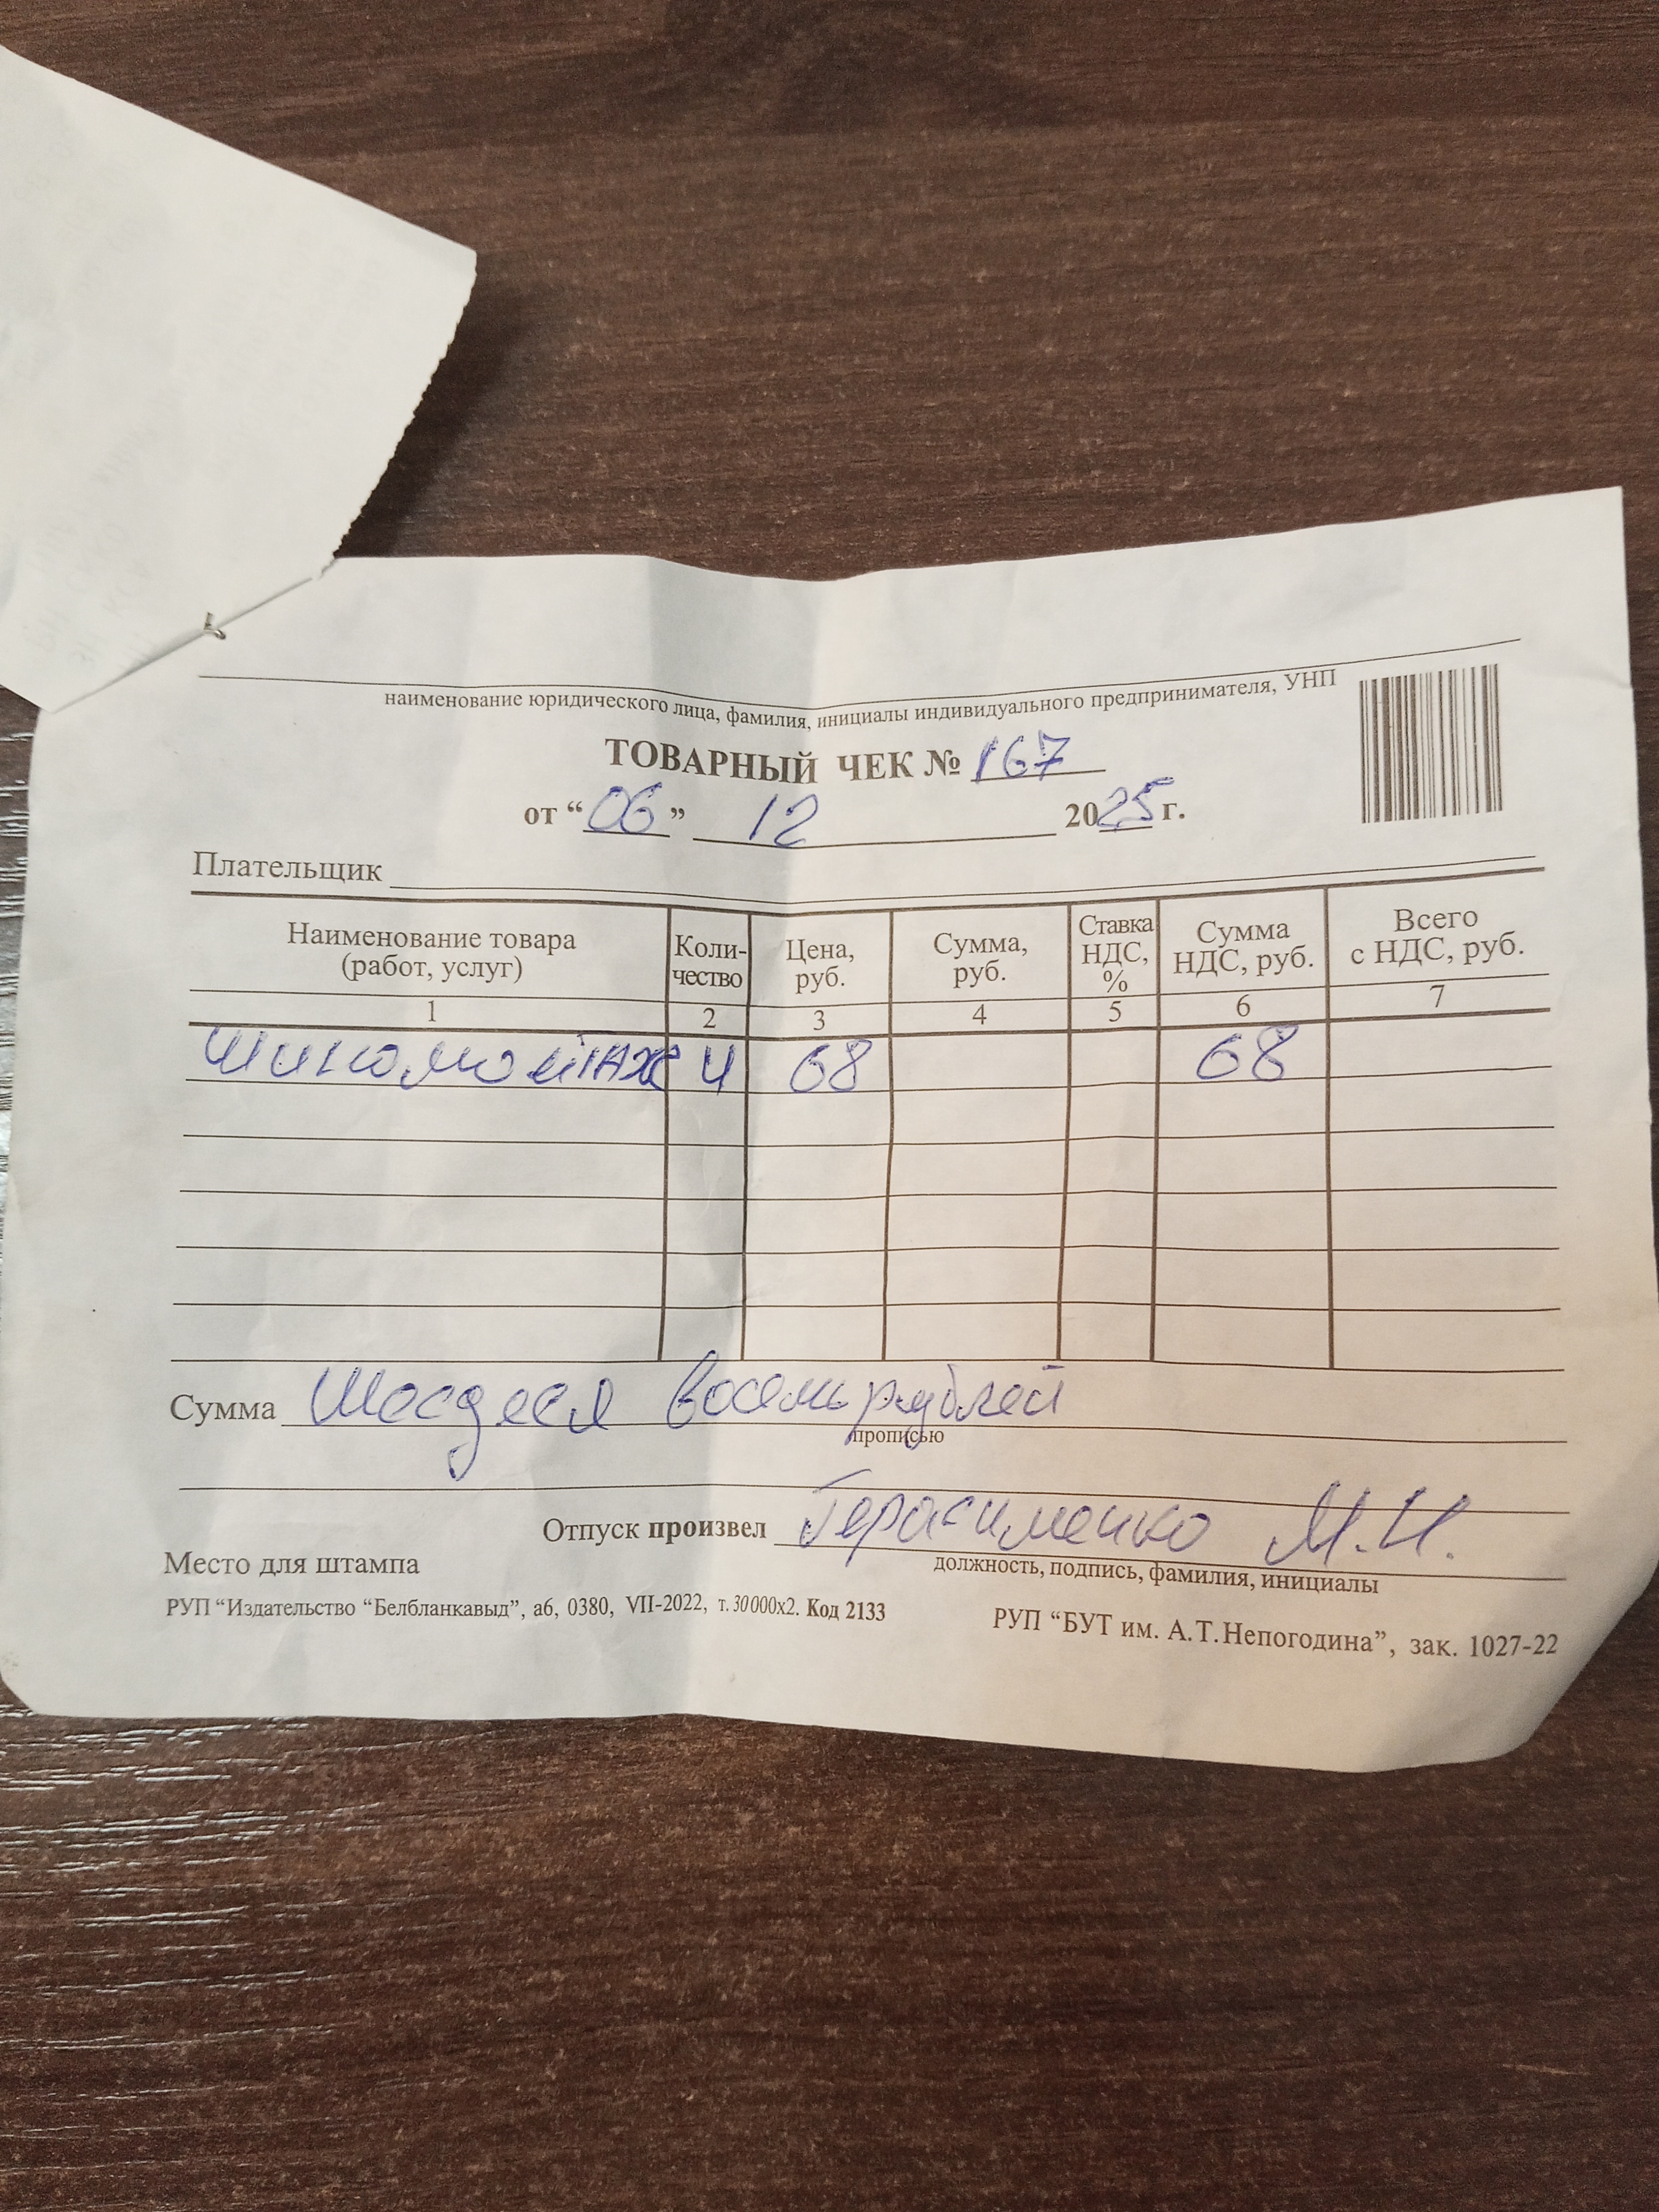 наименование юридического лица, фамилия, инициалы индивидуального предпринимателя, УНП
ТОВАРНЫЙ ЧЕК № 167
от “06” 12 2025 г.
Плательщик
Наименование товара (работ, услуг) Коли-чество Цена, руб. Сумма, руб. Ставка НДС, % Сумма НДС, руб. Всего с НДС, руб.
1 2 3 4 5 6 7
шиномонтаж 4 68 68
Сумма Шесдеся восемь рублей
прописью
Отпуск произвел Герасименко М.И.
должность, подпись, фамилия, инициалы
Место для штампа
РУП “Издательство “Белбланкавыд”, а6, 0380, VII-2022, т.30000х2. Код 2133
РУП “БУТ им. А.Т.Непогодина”, зак. 1027-22